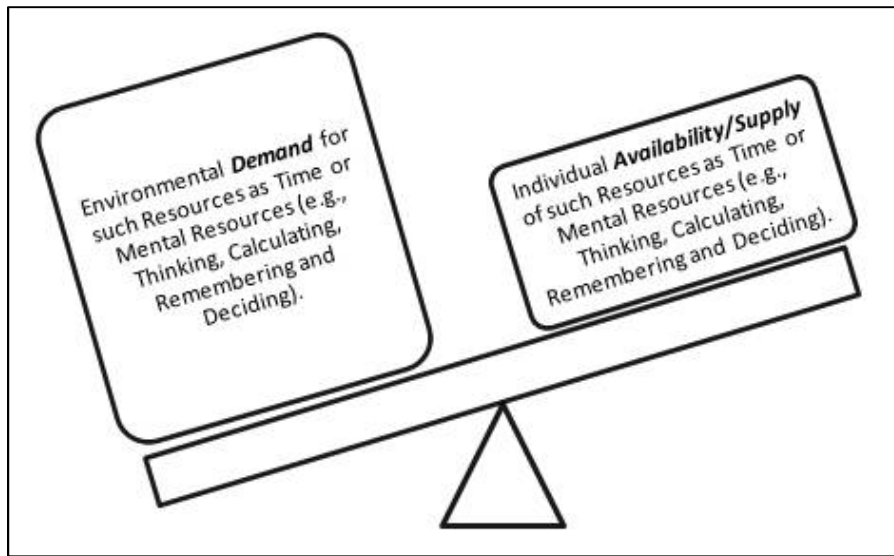 Environmental Demand for
such Resources as Time or
Mental Resources (e.g.,
Thinking, Calculating,
Remembering and
Deciding).
Individual Availability/Supply
of such Resources as Time or
Mental Resources (e.g.,
Thinking, Calculating,
Remembering and Deciding).